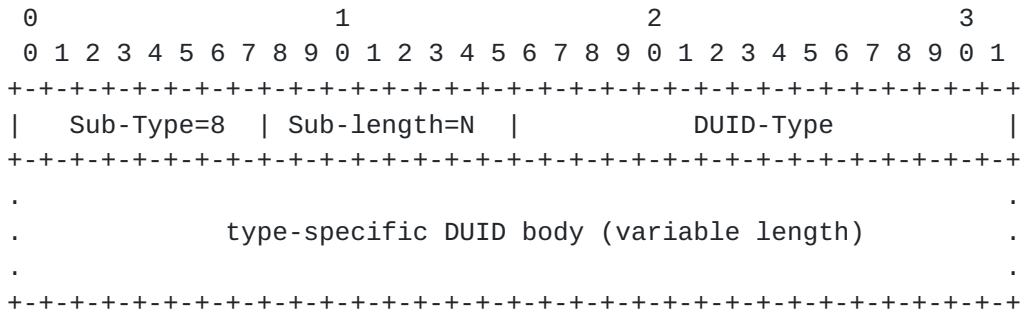 0                   1                   2                   3
 0 1 2 3 4 5 6 7 8 9 0 1 2 3 4 5 6 7 8 9 0 1 2 3 4 5 6 7 8 9 0 1
+-+-+-+-+-+-+-+-+-+-+-+-+-+-+-+-+-+-+-+-+-+-+-+-+-+-+-+-+-+-+-+-+
|   Sub-Type=8  | Sub-length=N  |           DUID-Type           |
+-+-+-+-+-+-+-+-+-+-+-+-+-+-+-+-+-+-+-+-+-+-+-+-+-+-+-+-+-+-+-+-+
.                                                               .
.             type-specific DUID body (variable length)         .
.                                                               .
+-+-+-+-+-+-+-+-+-+-+-+-+-+-+-+-+-+-+-+-+-+-+-+-+-+-+-+-+-+-+-+-+